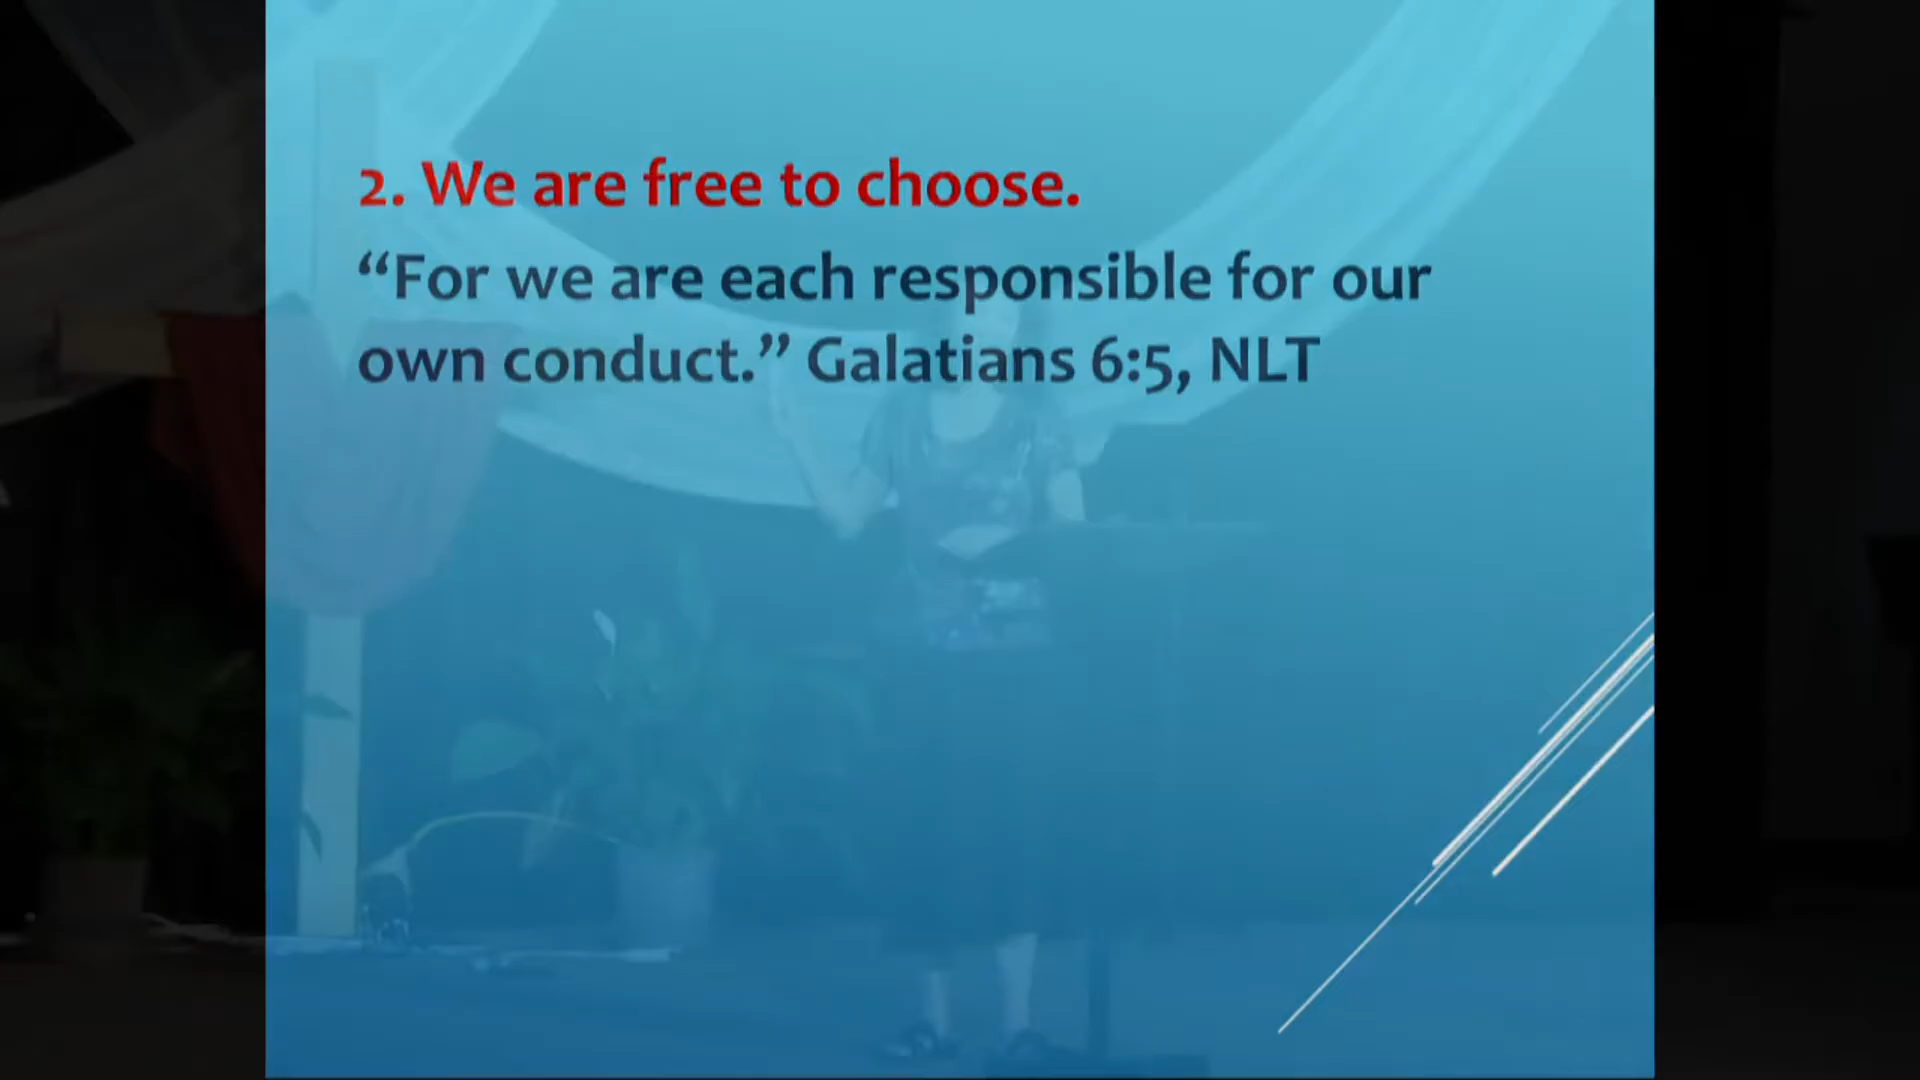 2. We are free to choose.
“For we are each responsible for our
own conduct.” Galatians 6:5, NLT